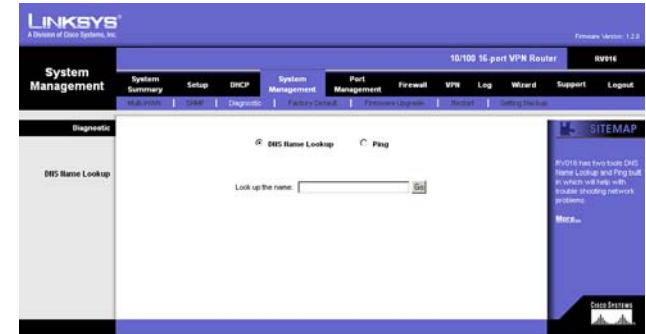 LINKSYS®
A Division of Cisco Systems, Inc.
Firmware Version: 1.2.0
10/100 16-port VPN Router RV016
System Management
System Summary Setup DHCP System Management Port Management Firewall VPN Log Wizard Support Logout
Multi-WAN | SNMP | Diagnostic | Factory Default | Firmware Upgrade | Restart | Setting Backup
Diagnostic
SITEMAP
DNS Name Lookup Ping
DNS Name Lookup
Look up the name: Go
RV016 has two tools DNS
Name Lookup and Ping built
in which will help with
trouble shooting network
problems.
More...
CISCO SYSTEMS